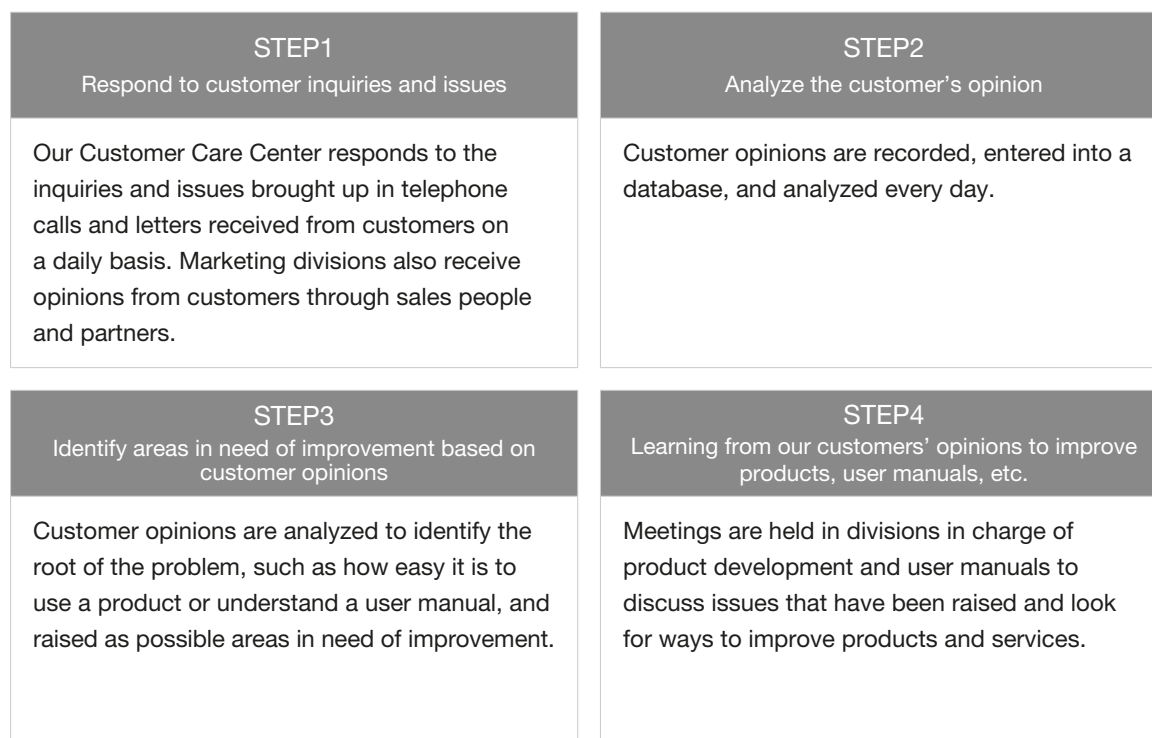 STEP1
Respond to customer inquiries and issues
Our Customer Care Center responds to the
inquiries and issues brought up in telephone
calls and letters received from customers on
a daily basis. Marketing divisions also receive
opinions from customers through sales people
and partners.
STEP2
Analyze the customer’s opinion
Customer opinions are recorded, entered into a
database, and analyzed every day.
STEP3
Identify areas in need of improvement based on
customer opinions
Customer opinions are analyzed to identify the
root of the problem, such as how easy it is to
use a product or understand a user manual, and
raised as possible areas in need of improvement.
STEP4
Learning from our customers’ opinions to improve
products, user manuals, etc.
Meetings are held in divisions in charge of
product development and user manuals to
discuss issues that have been raised and look
for ways to improve products and services.